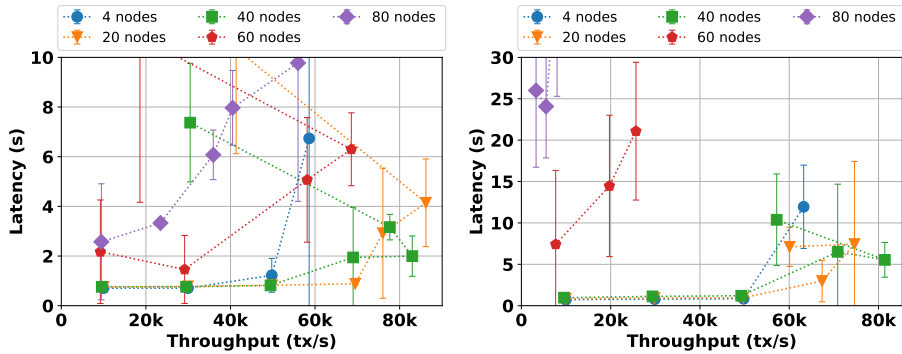 4 nodes 40 nodes 80 nodes
20 nodes 60 nodes
10
8
6
4
2
0
Latency (s)
0 20k 40k 60k 80k
Throughput (tx/s)
4 nodes 40 nodes 80 nodes
20 nodes 60 nodes
30
25
20
15
10
5
0
Latency (s)
0 20k 40k 60k 80k
Throughput (tx/s)